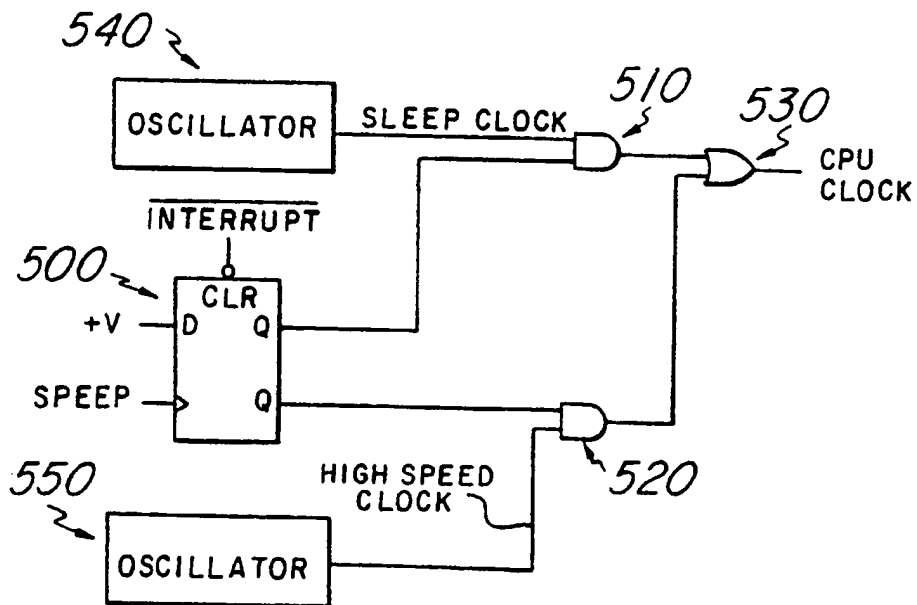 540
OSCILLATOR
SLEEP CLOCK
510
530
CPU
CLOCK
INTERRUPT
500
CLR
+V
D
Q
SPEEP
Q
520
550
HIGH SPEED
CLOCK
OSCILLATOR